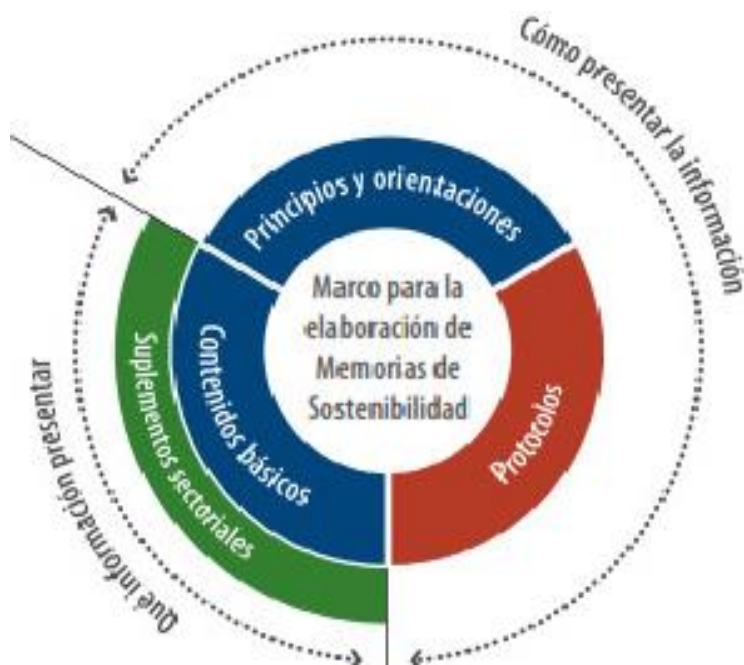 Cómo presentar la información
Principios y orientaciones
Marco para la
elaboración de
Memorias de
Sostenibilidad
Contenidos básicos
Suplementos sectoriales
Protocolos
Qué información presentar